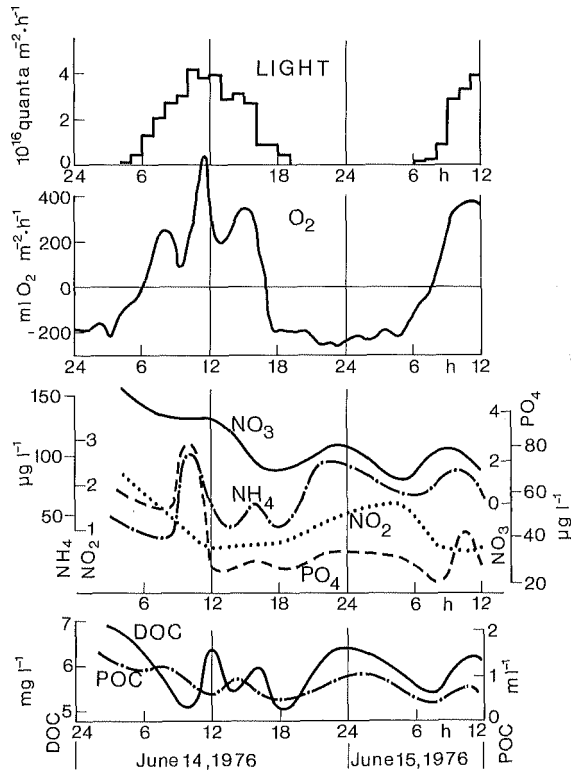 LIGHT
10¹⁶quanta m⁻²·h⁻¹
4
2
0
24 6 12 18 24 6 h 12
O₂
ml O₂ m⁻²·h⁻¹
400
200
0
-200
24 6 12 18 24 6 h 12
µg l⁻¹
NH₄
150
100
50
NO₂
3
2
1
NO₃
NH₄
NO₂
PO₄
PO₄
4
2
0
NO₃
80
60
40
20
µg l⁻¹
6 12 18 24 6 h 12
DOC
POC
mg l⁻¹
DOC
7
6
5
2
1
0
ml⁻¹
POC
24 6 12 18 24 6 h 12
June 14, 1976 June 15, 1976